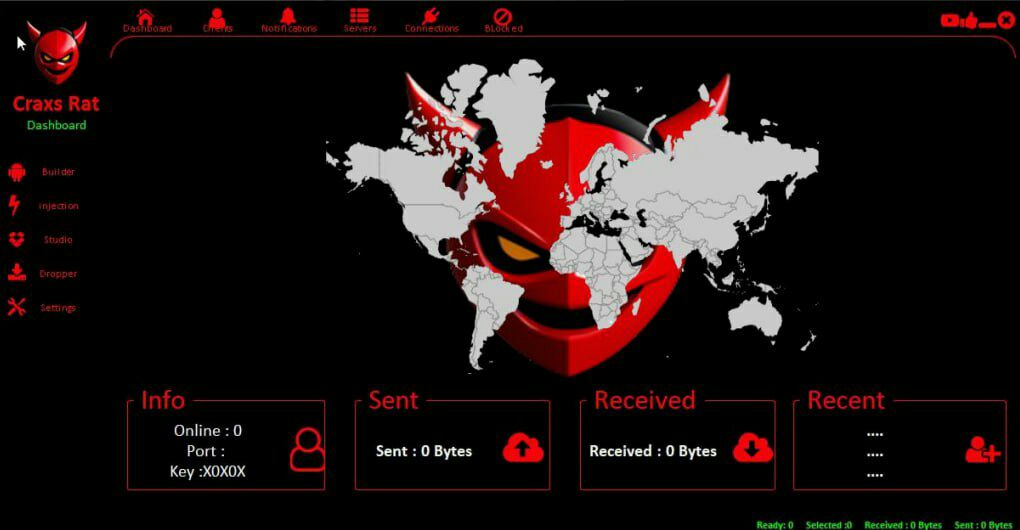 Dashboard Clients Notifications Servers Connections BLocked
Craxs Rat
Dashboard
Builder
injection
Studio
Dropper
Settings
Info
Online : 0
Port :
Key :X0X0X
Sent
Sent : 0 Bytes
Received
Received : 0 Bytes
Recent
....
....
....
Ready: 0 Selected :0 Received : 0 Bytes Sent : 0 Bytes